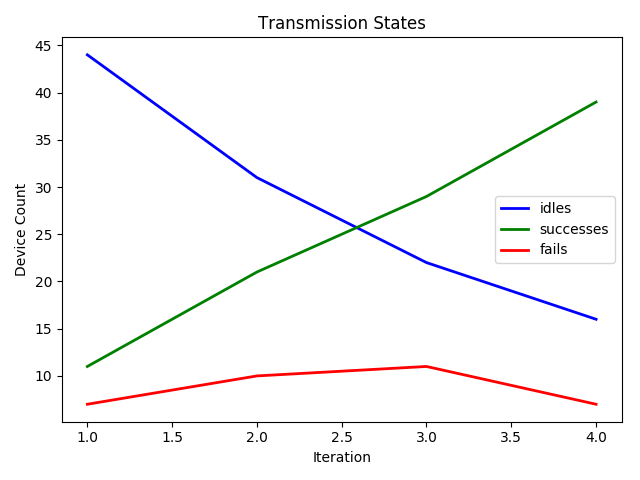 Transmission States
45
40
35
30
25
20
15
10
Device Count
idles
successes
fails
1.0 1.5 2.0 2.5 3.0 3.5 4.0
Iteration